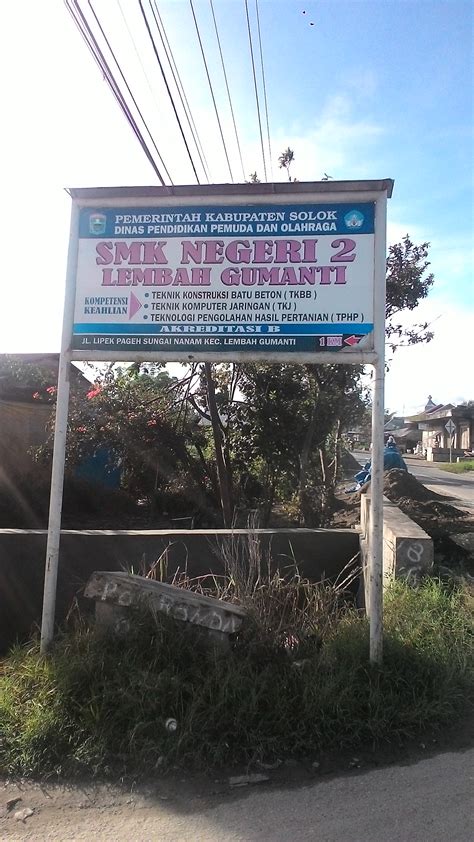 PEMERINTAH KABUPATEN SOLOK
DINAS PENDIDIKAN PEMUDA DAN OLAHRAGA
SMK NEGERI 2
LEMBAH GUMANTI
KOMPETENSI KEAHLIAN
• TEKNIK KONSTRUKSI BATU BETON ( TKBB )
• TEKNIK KOMPUTER JARINGAN ( TKJ )
• TEKNOLOGI PENGOLAHAN HASIL PERTANIAN ( TPHP )
AKREDITASI B
JL. LIPEK PAGEH SUNGAI NANAM KEC. LEMBAH GUMANTI